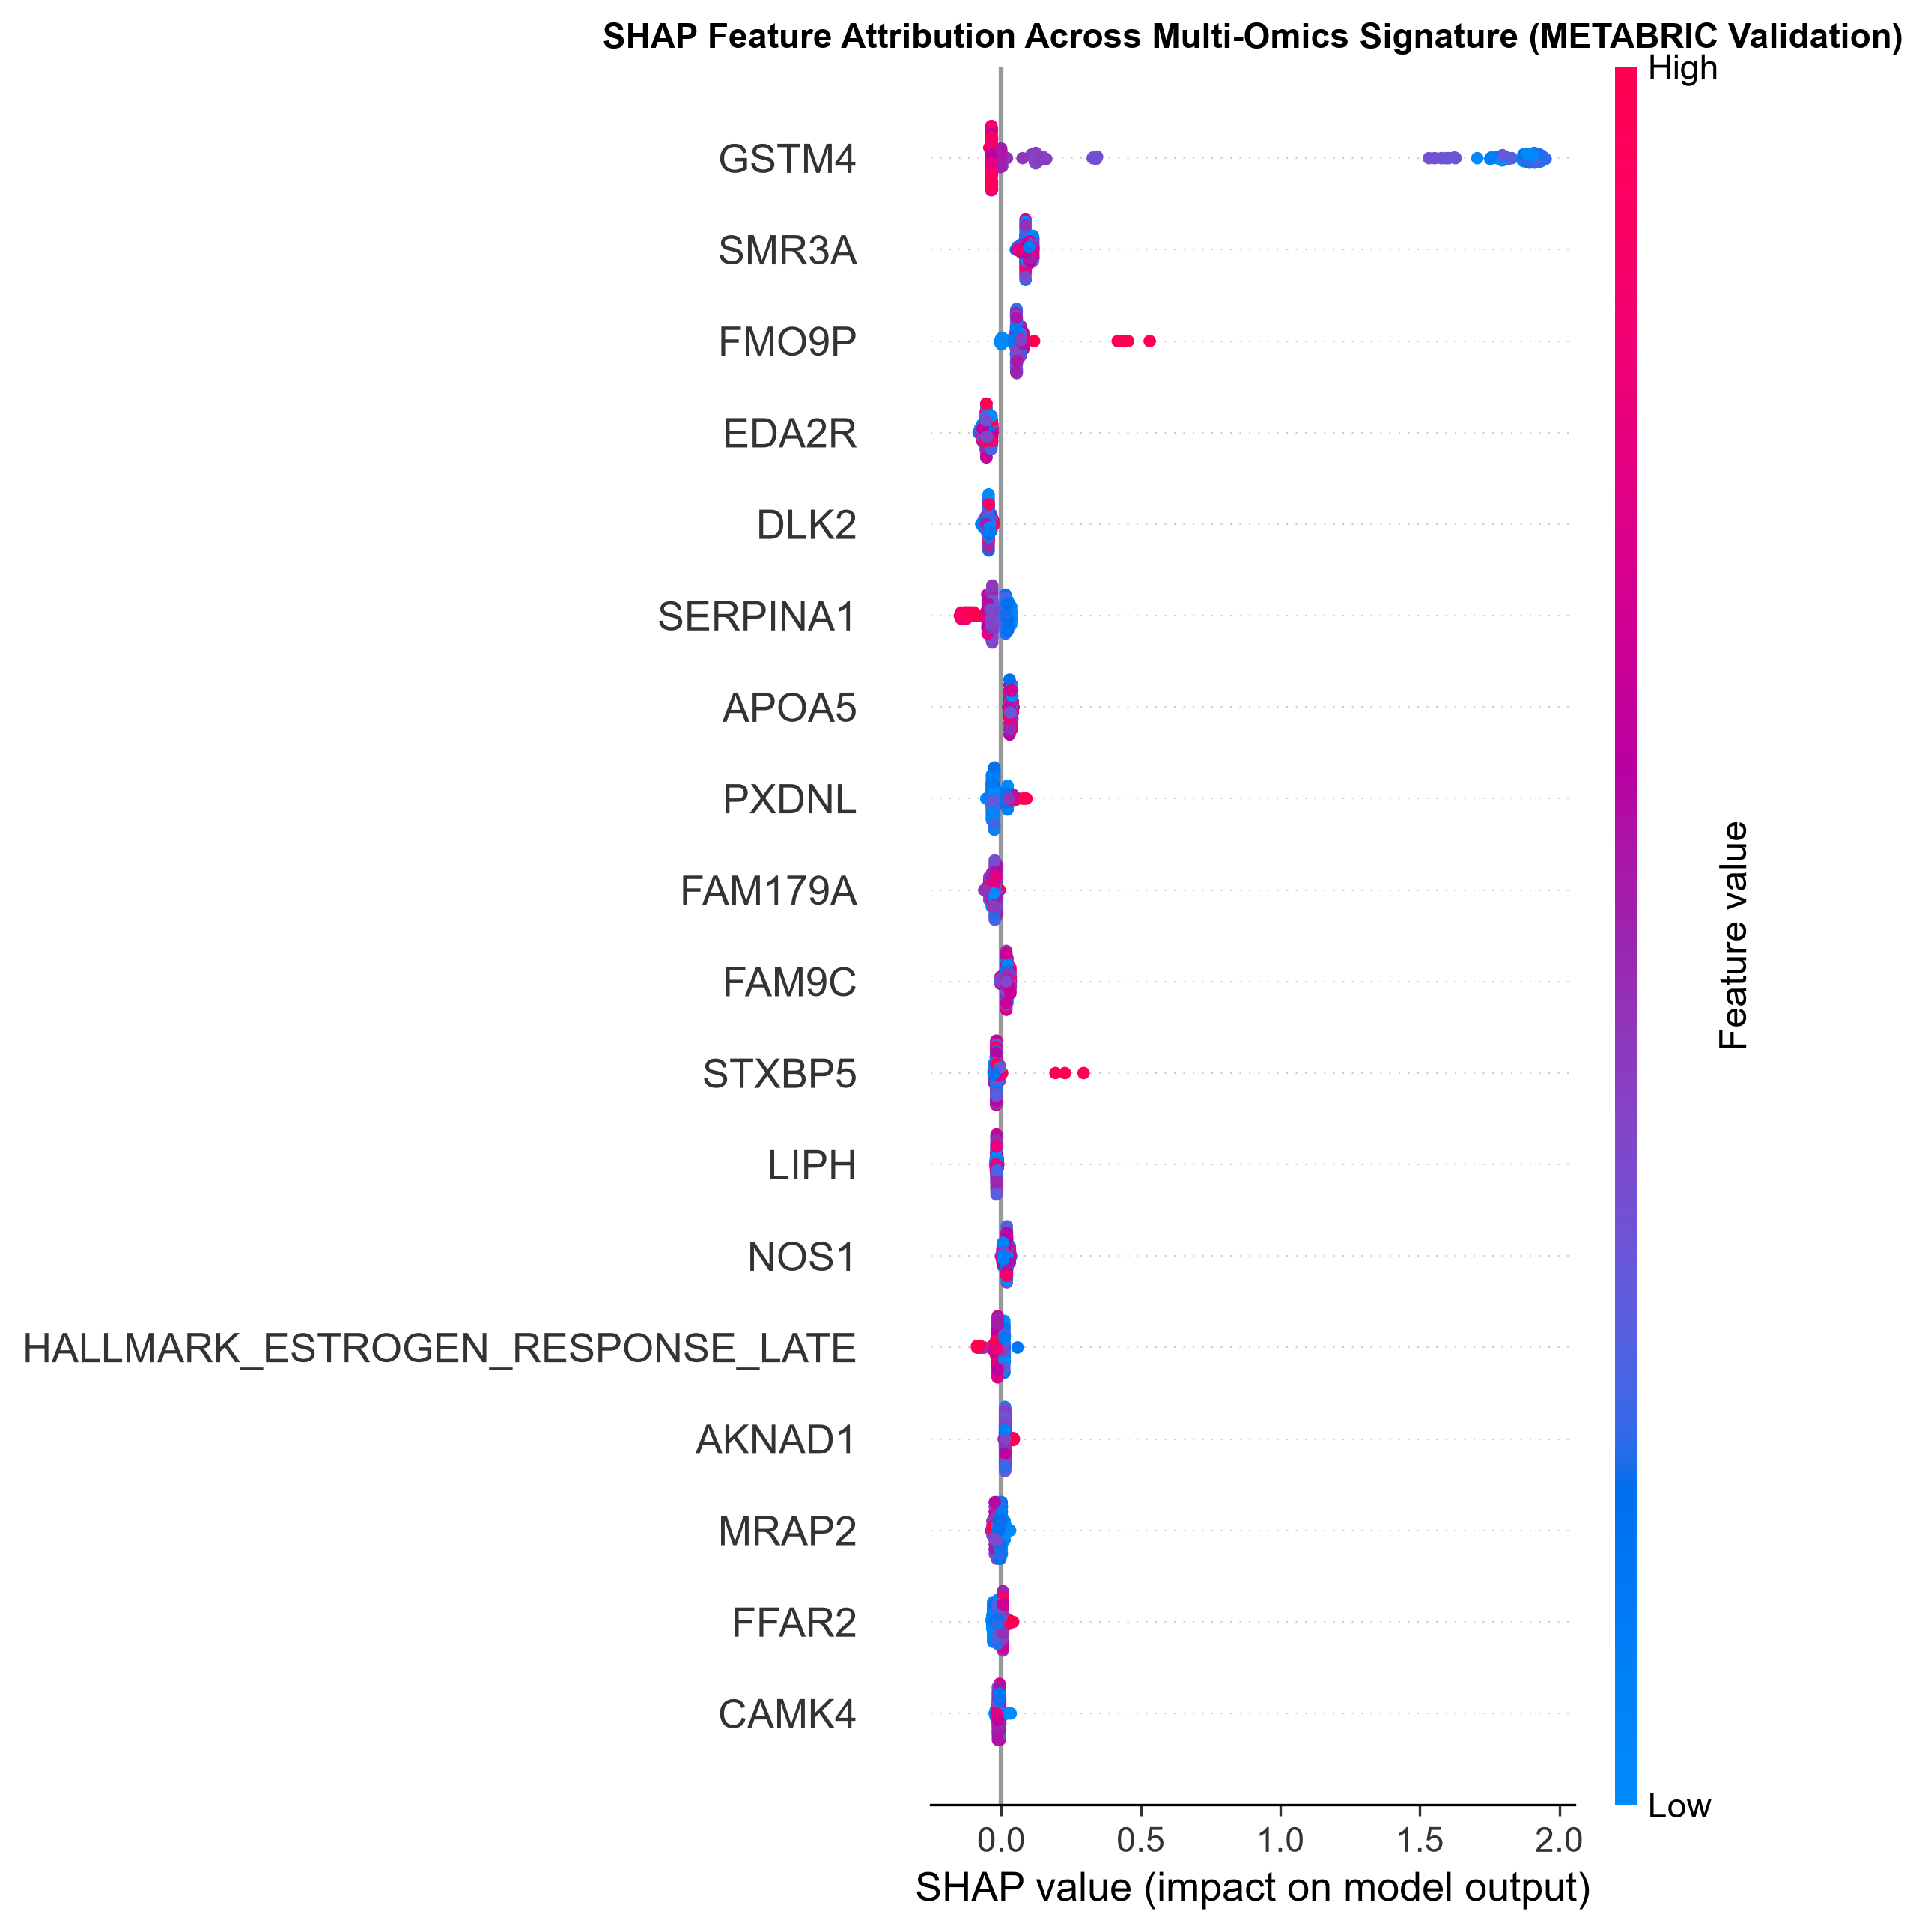 SHAP Feature Attribution Across Multi-Omics Signature (METABRIC Validation)
High
GSTM4
SMR3A
FMO9P
EDA2R
DLK2
SERPINA1
APOA5
PXDNL
FAM179A
FAM9C
STXBP5
LIPH
NOS1
HALLMARK_ESTROGEN_RESPONSE_LATE
AKNAD1
MRAP2
FFAR2
CAMK4
Feature value
Low
0.0 0.5 1.0 1.5 2.0
SHAP value (impact on model output)